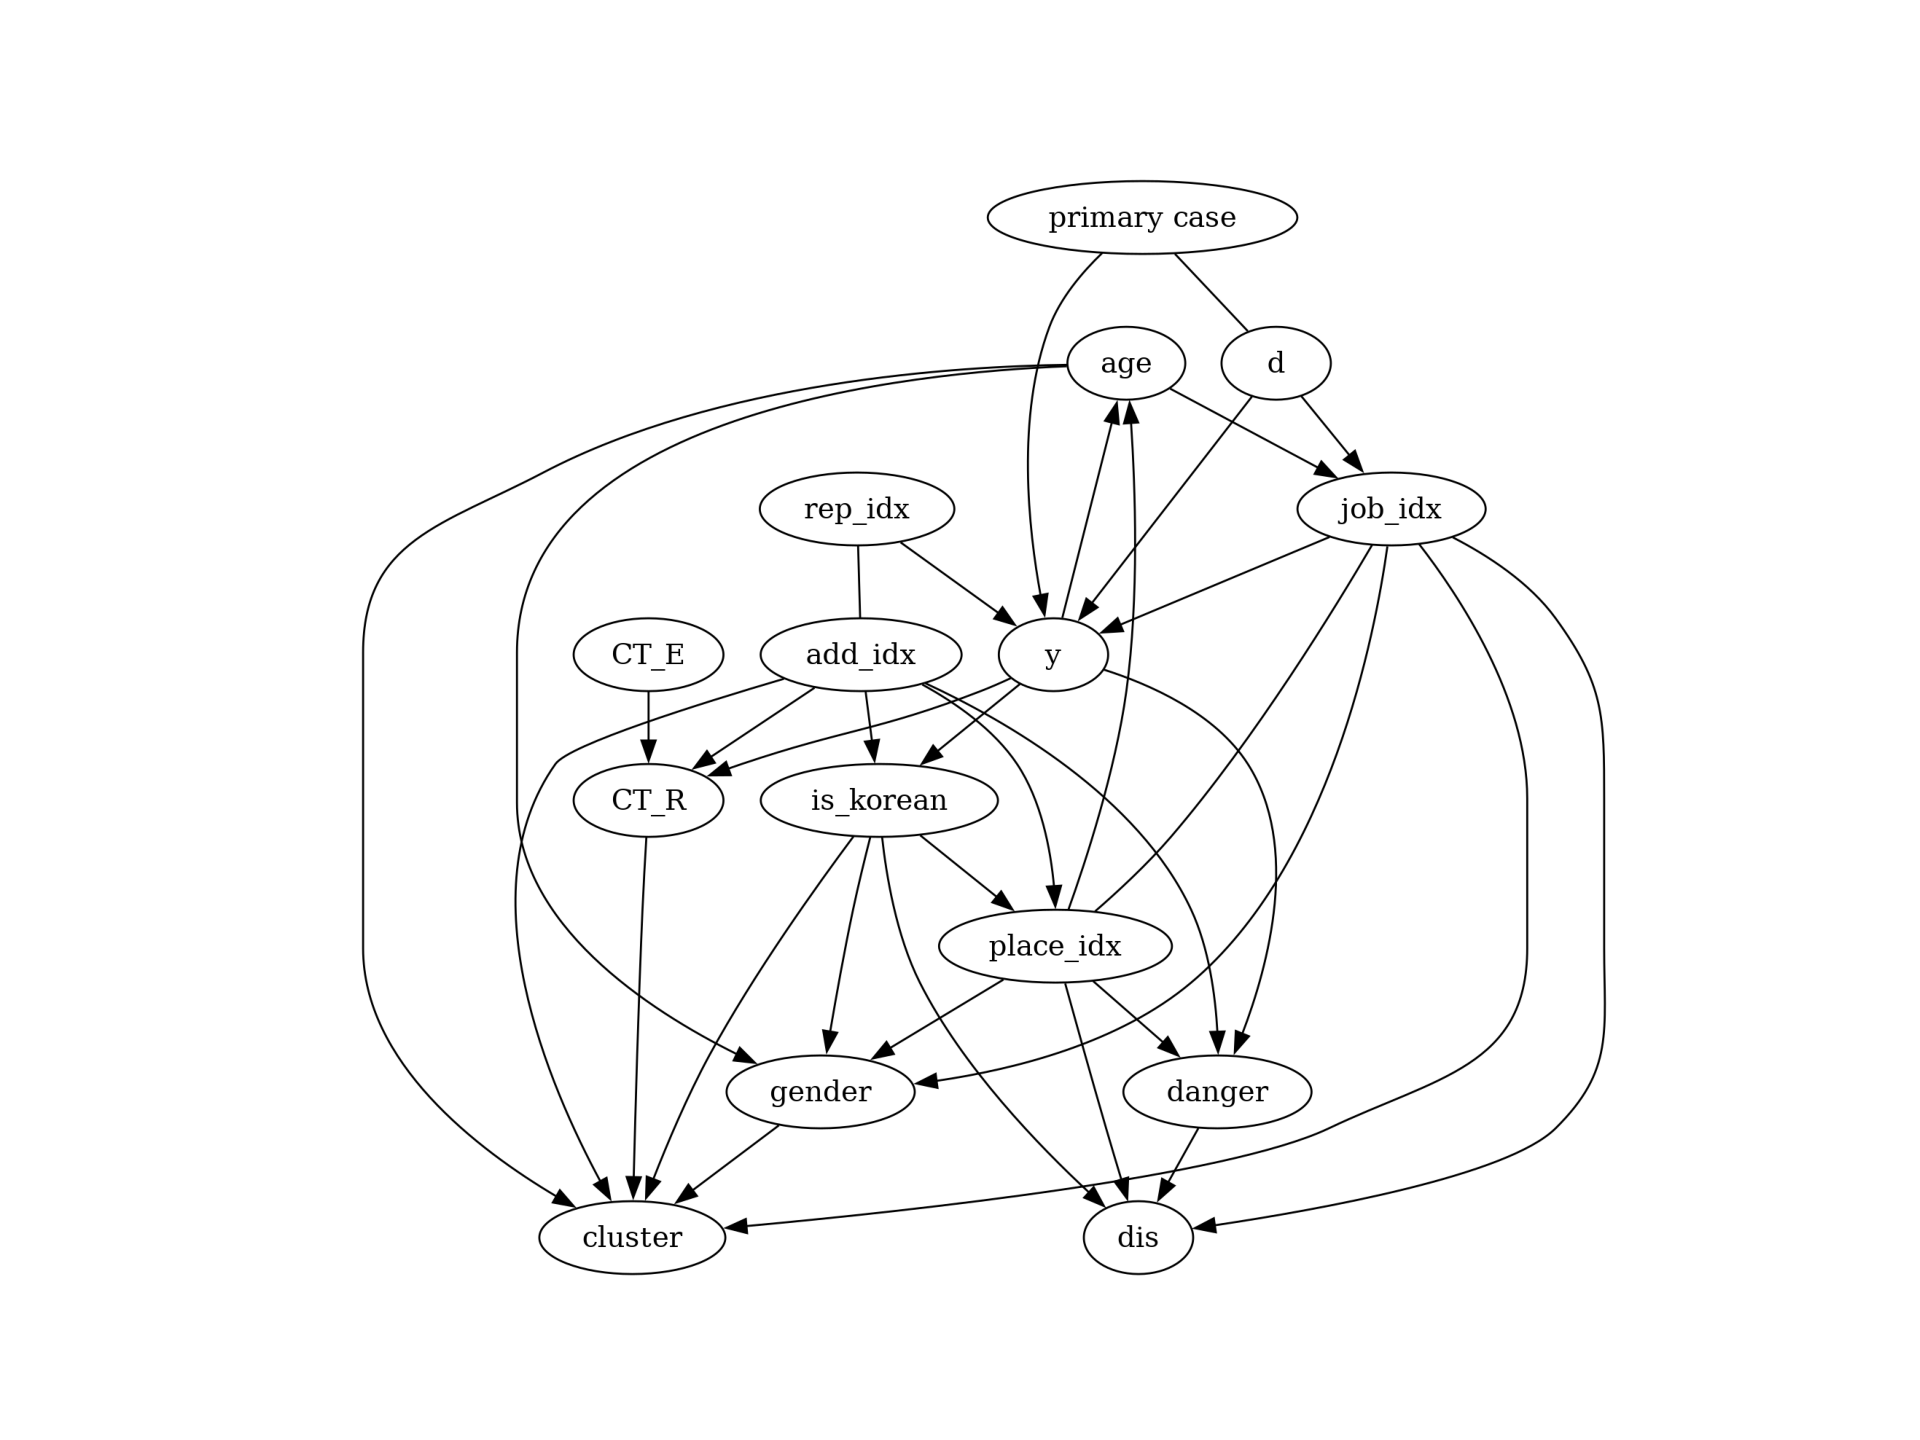 primary case
age
d
rep_idx
job_idx
CT_E
add_idx
y
CT_R
is_korean
place_idx
gender
danger
cluster
dis